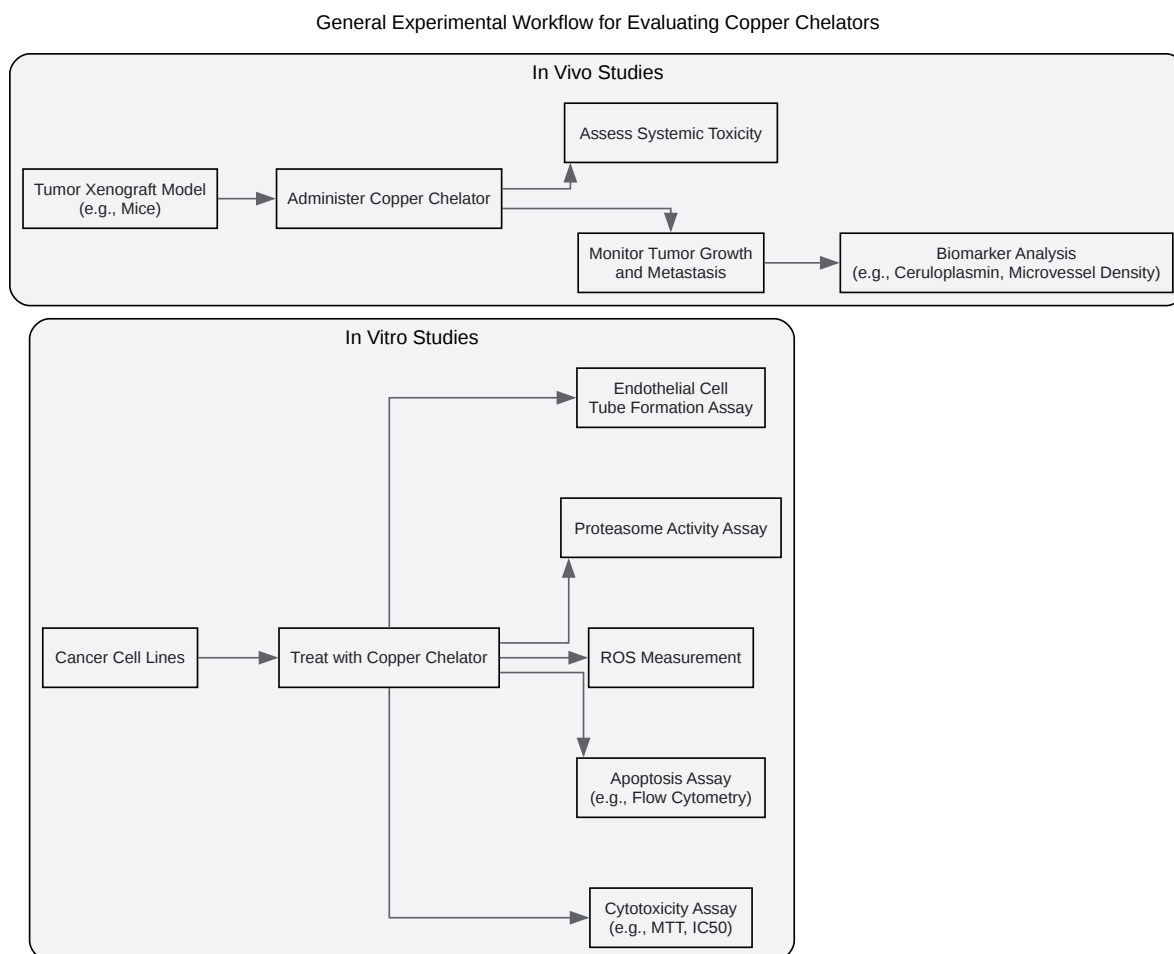 General Experimental Workflow for Evaluating Copper Chelators
In Vivo Studies
Assess Systemic Toxicity
Tumor Xenograft Model
(e.g., Mice)
Administer Copper Chelator
Monitor Tumor Growth
and Metastasis
Biomarker Analysis
(e.g., Ceruloplasmin, Microvessel Density)
In Vitro Studies
Endothelial Cell
Tube Formation Assay
Proteasome Activity Assay
Cancer Cell Lines
Treat with Copper Chelator
ROS Measurement
Apoptosis Assay
(e.g., Flow Cytometry)
Cytotoxicity Assay
(e.g., MTT, IC50)